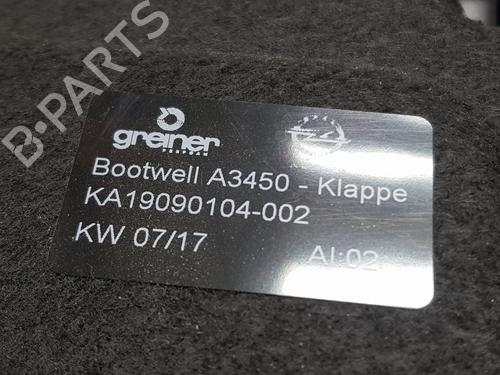 B-PARTS
greiner
Bootwell A3450 - Klappe
KA19090104-002
KW 07/17 AI:02